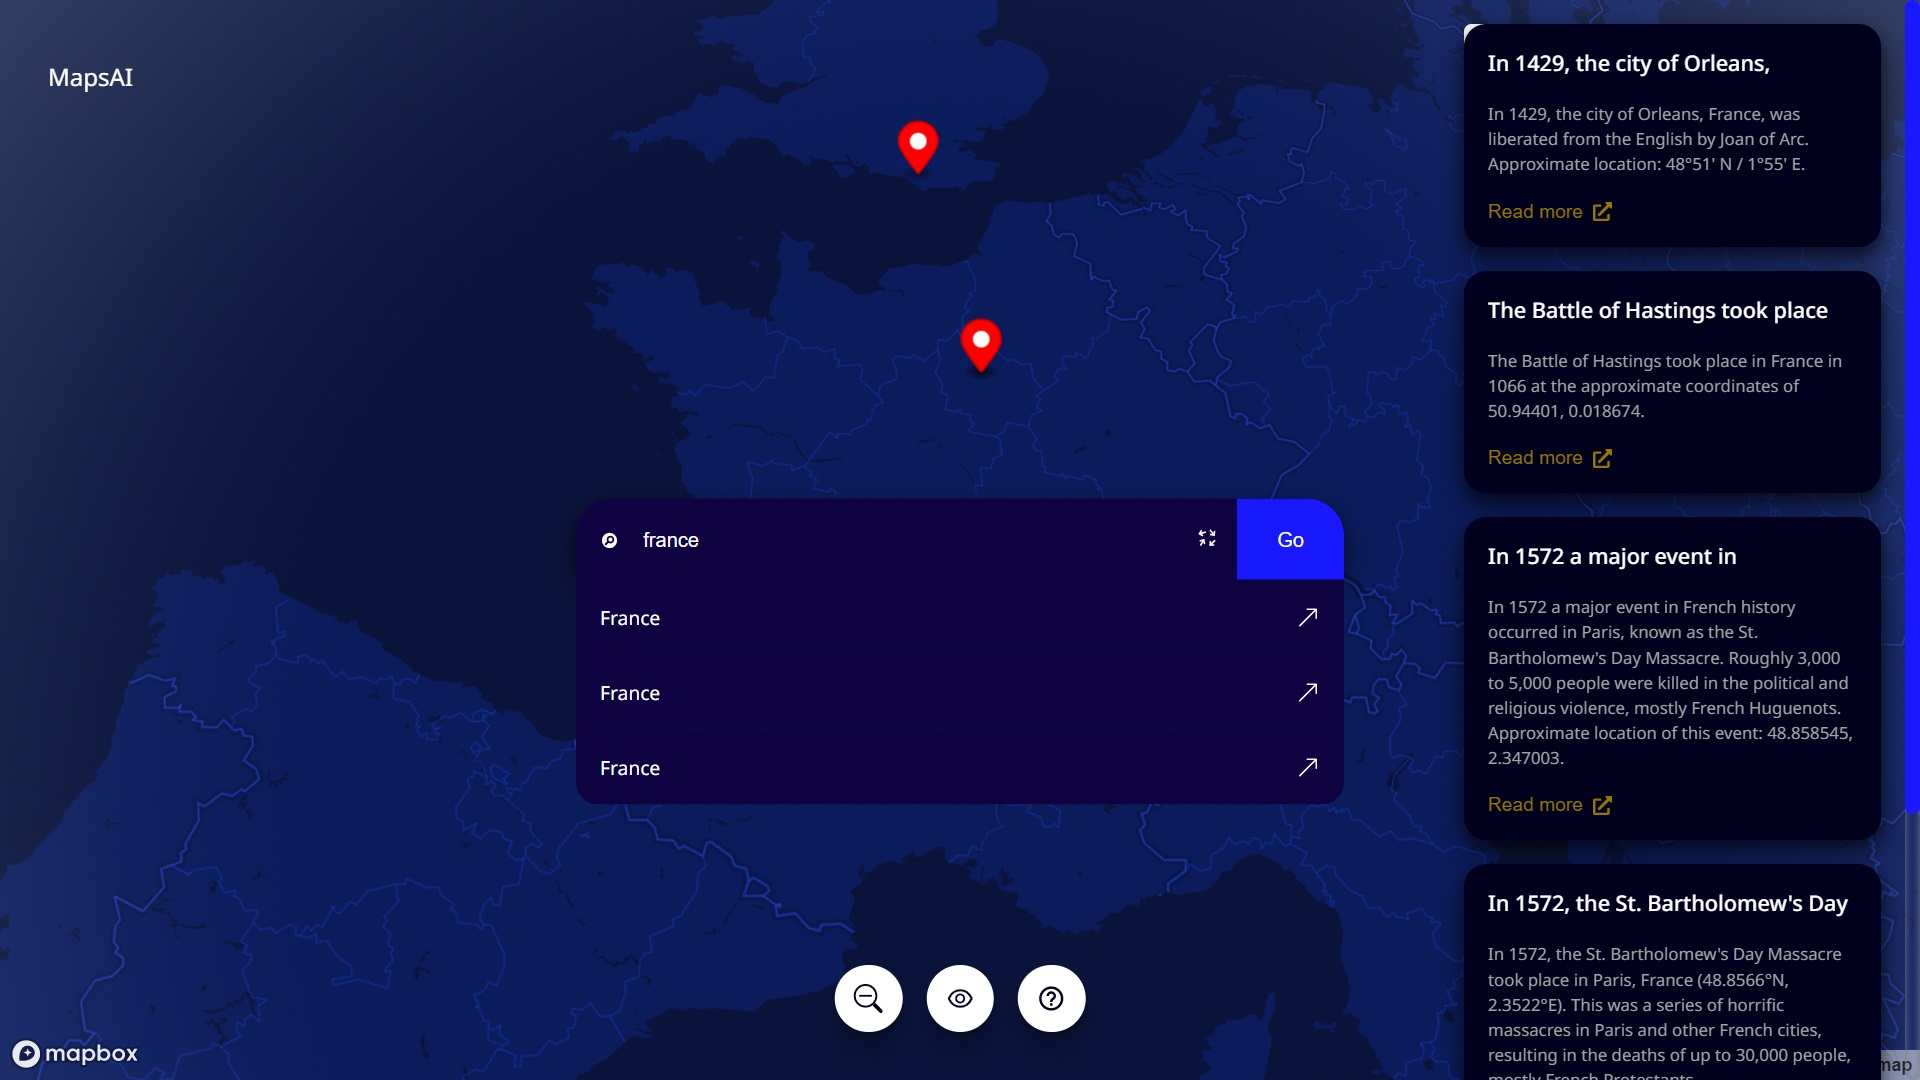 MapsAI
france
Go
France
France
France
In 1429, the city of Orleans,
In 1429, the city of Orleans, France, was
liberated from the English by Joan of Arc.
Approximate location: 48°51' N / 1°55' E.
Read more
The Battle of Hastings took place
The Battle of Hastings took place in France in
1066 at the approximate coordinates of
50.94401, 0.018674.
Read more
In 1572 a major event in
In 1572 a major event in French history
occurred in Paris, known as the St.
Bartholomew's Day Massacre. Roughly 3,000
to 5,000 people were killed in the political and
religious violence, mostly French Huguenots.
Approximate location of this event: 48.858545,
2.347003.
Read more
In 1572, the St. Bartholomew's Day
In 1572, the St. Bartholomew's Day Massacre
took place in Paris, France (48.8566°N,
2.3522°E). This was a series of horrific
massacres in Paris and other French cities,
resulting in the deaths of up to 30,000 people,
mostly French Protestants.
mapbox
map